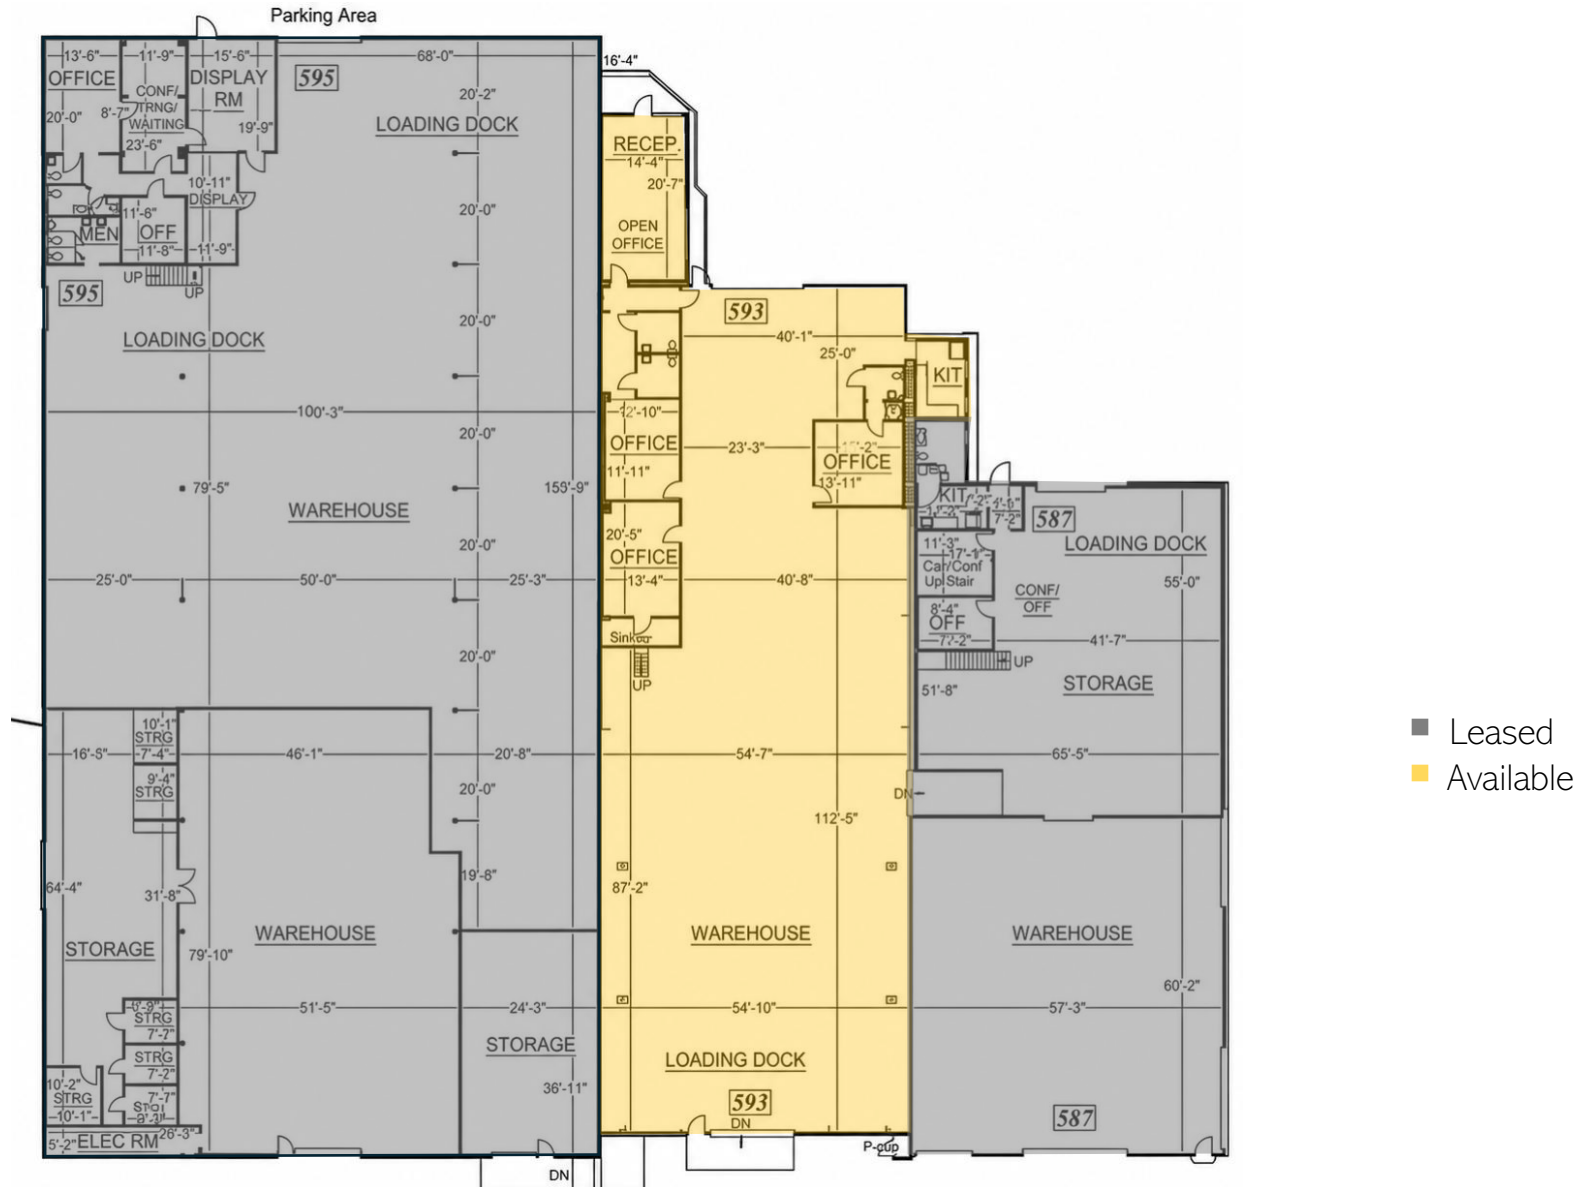 Parking Area
13'-6"
11'-9"
15'-6"
68'-0"
16'-4"
OFFICE
DISPLAY
RM
595
CONF/
TRNG/
WAITING
20'-0"
8'-7"
23'-6"
19'-9"
20'-2"
LOADING DOCK
RECEP.
14'-4"
20'-7"
OPEN
OFFICE
10'-11"
DISPLAY
11'-6"
OFF
11'-8"
11'-9"
MEN
20'-0"
UP
UP
595
LOADING DOCK
20'-0"
593
40'-1"
25'-0"
KIT
100'-3"
20'-0"
12'-10"
OFFICE
11'-11"
23'-3"
OFFICE
13'-11"
79'-5"
159'-9"
WAREHOUSE
20'-0"
KIT
7'-2"
587
LOADING DOCK
20'-5"
OFFICE
13'-4"
11'-3"
17'-1"
Car/Conf
Up Stair
25'-0"
50'-0"
25'-3"
40'-8"
55'-0"
CONF/
OFF
8'-4"
OFF
7'-2"
41'-7"
Sink
UP
20'-0"
UP
51'-8"
STORAGE
10'-1"
STRG
7'-4"
16'-8"
46'-1"
20'-8"
54'-7"
65'-5"
Leased
Available
9'-4"
STRG
20'-0"
DN
112'-5"
64'-4"
31'-8"
19'-8"
87'-2"
STORAGE
WAREHOUSE
WAREHOUSE
WAREHOUSE
79'-10"
60'-2"
STRG
7'-2"
51'-5"
24'-3"
54'-10"
57'-3"
STRG
7'-2"
STORAGE
LOADING DOCK
10'-2"
STRG
10'-1"
7'-7"
36'-11"
593
DN
587
5'-2"
ELEC RM
26'-3"
DN
P-cup